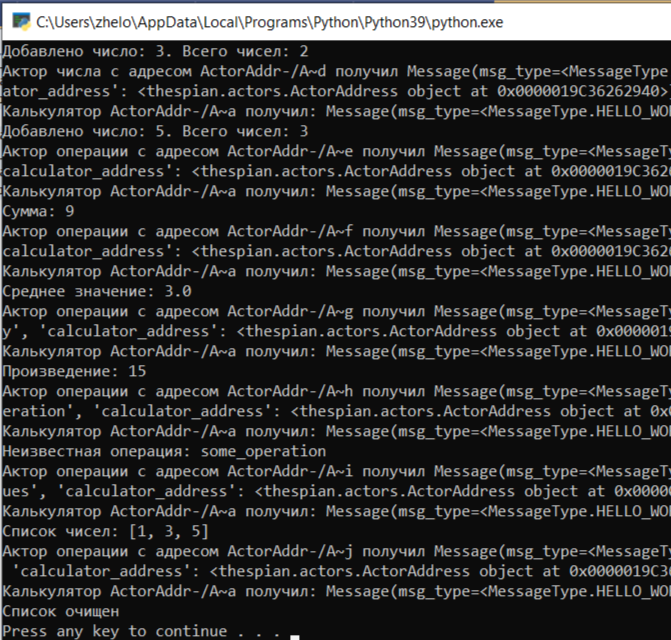 C:\Users\zhelo\AppData\Local\Programs\Python\Python39\python.exe
Добавлено число: 3. Всего чисел: 2
Актор числа с адресом ActorAddr-/A~d получил Message(msg_type=<MessageType
ator_address': <thespian.actors.ActorAddress object at 0x0000019C36262940>
Калькулятор ActorAddr-/A~a получил: Message(msg_type=<MessageType.HELLO_WO
Добавлено число: 5. Всего чисел: 3
Актор операции с адресом ActorAddr-/A~e получил Message(msg_type=<MessageTy
calculator_address': <thespian.actors.ActorAddress object at 0x0000019C362
Калькулятор ActorAddr-/A~a получил: Message(msg_type=<MessageType.HELLO_WO
Сумма: 9
Актор операции с адресом ActorAddr-/A~f получил Message(msg_type=<MessageTy
calculator_address': <thespian.actors.ActorAddress object at 0x0000019C362
Калькулятор ActorAddr-/A~a получил: Message(msg_type=<MessageType.HELLO_WO
Среднее значение: 3.0
Актор операции с адресом ActorAddr-/A~g получил Message(msg_type=<MessageTy
y', 'calculator_address': <thespian.actors.ActorAddress object at 0x0000019
Калькулятор ActorAddr-/A~a получил: Message(msg_type=<MessageType.HELLO_WO
Произведение: 15
Актор операции с адресом ActorAddr-/A~h получил Message(msg_type=<MessageTy
eration', 'calculator_address': <thespian.actors.ActorAddress object at 0x0
Калькулятор ActorAddr-/A~a получил: Message(msg_type=<MessageType.HELLO_WO
Неизвестная операция: some_operation
Актор операции с адресом ActorAddr-/A~i получил Message(msg_type=<MessageTy
ues', 'calculator_address': <thespian.actors.ActorAddress object at 0x0000
Калькулятор ActorAddr-/A~a получил: Message(msg_type=<MessageType.HELLO_WO
Список чисел: [1, 3, 5]
Актор операции с адресом ActorAddr-/A~j получил Message(msg_type=<MessageTy
'calculator_address': <thespian.actors.ActorAddress object at 0x0000019C3
Калькулятор ActorAddr-/A~a получил: Message(msg_type=<MessageType.HELLO_WO
Список очищен
Press any key to continue . . .